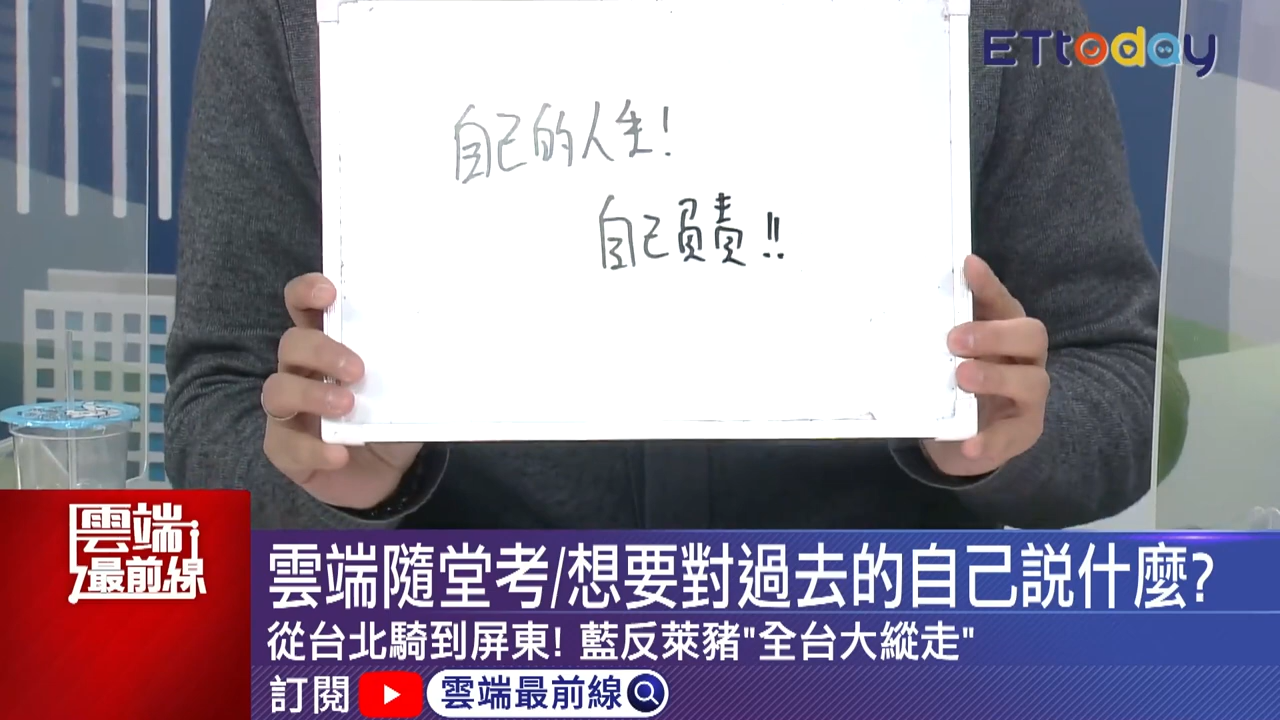 ETtoday
自己的人生!
自己負責!!
雲端
最前線
雲端隨堂考/想要對過去的自己説什麼?
從台北騎到屏東! 藍反萊豬"全台大縱走"
訂閱 雲端最前線